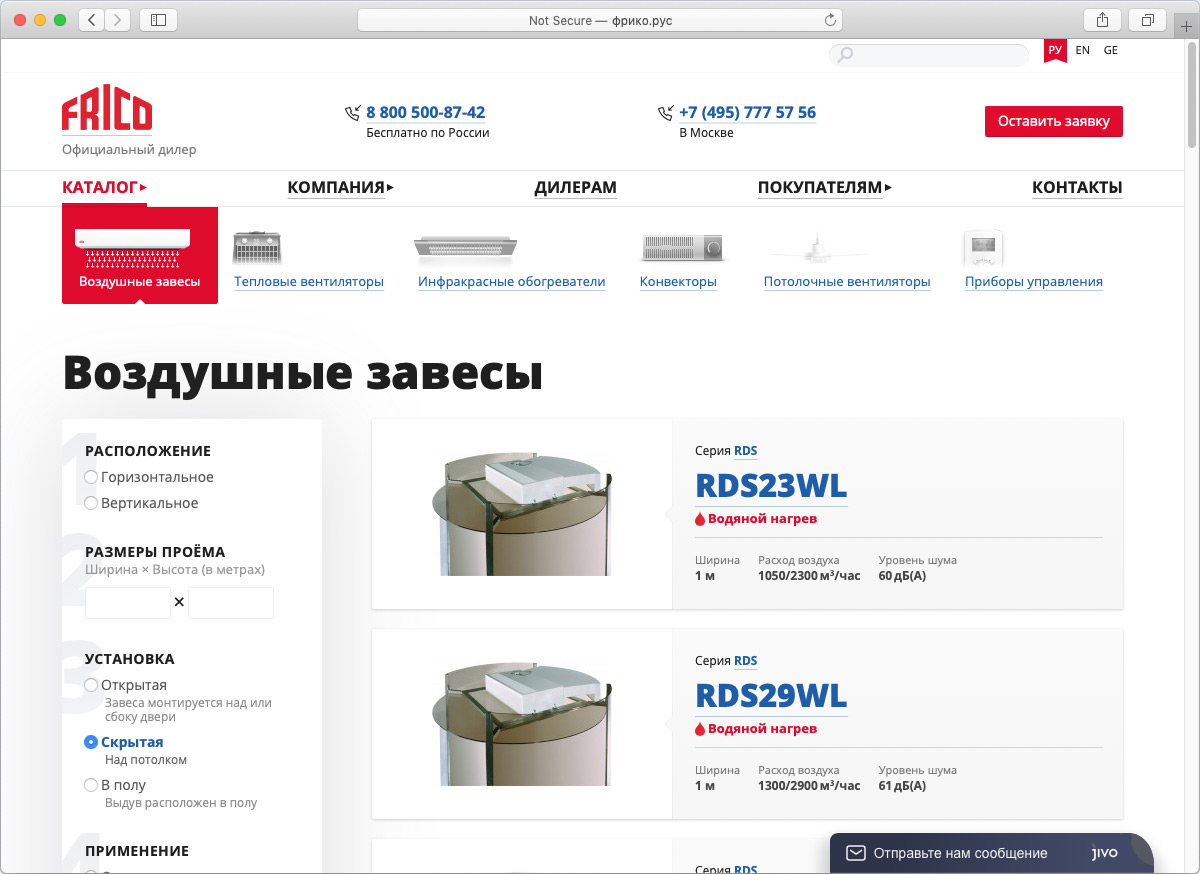 Not Secure — фрико.рус
РУ EN GE
FRICO
Официальный дилер
8 800 500-87-42
Бесплатно по России
+7 (495) 777 57 56
В Москве
Оставить заявку
КАТАЛОГ▸ КОМПАНИЯ▸ ДИЛЕРАМ ПОКУПАТЕЛЯМ▸ КОНТАКТЫ
Воздушные завесы Тепловые вентиляторы Инфракрасные обогреватели Конвекторы Потолочные вентиляторы Приборы управления
Воздушные завесы
1
РАСПОЛОЖЕНИЕ
Горизонтальное
Вертикальное
2
РАЗМЕРЫ ПРОЁМА
Ширина × Высота (в метрах)
×
3
УСТАНОВКА
Открытая
Завеса монтируется над или
сбоку двери
Скрытая
Над потолком
В полу
Выдув расположен в полу
4
ПРИМЕНЕНИЕ
Серия RDS
RDS23WL
Водяной нагрев
Ширина Расход воздуха Уровень шума
1 м 1050/2300 м³/час 60 дБ(А)
Серия RDS
RDS29WL
Водяной нагрев
Ширина Расход воздуха Уровень шума
1 м 1300/2900 м³/час 61 дБ(А)
Серия RDS
Отправьте нам сообщение jivo